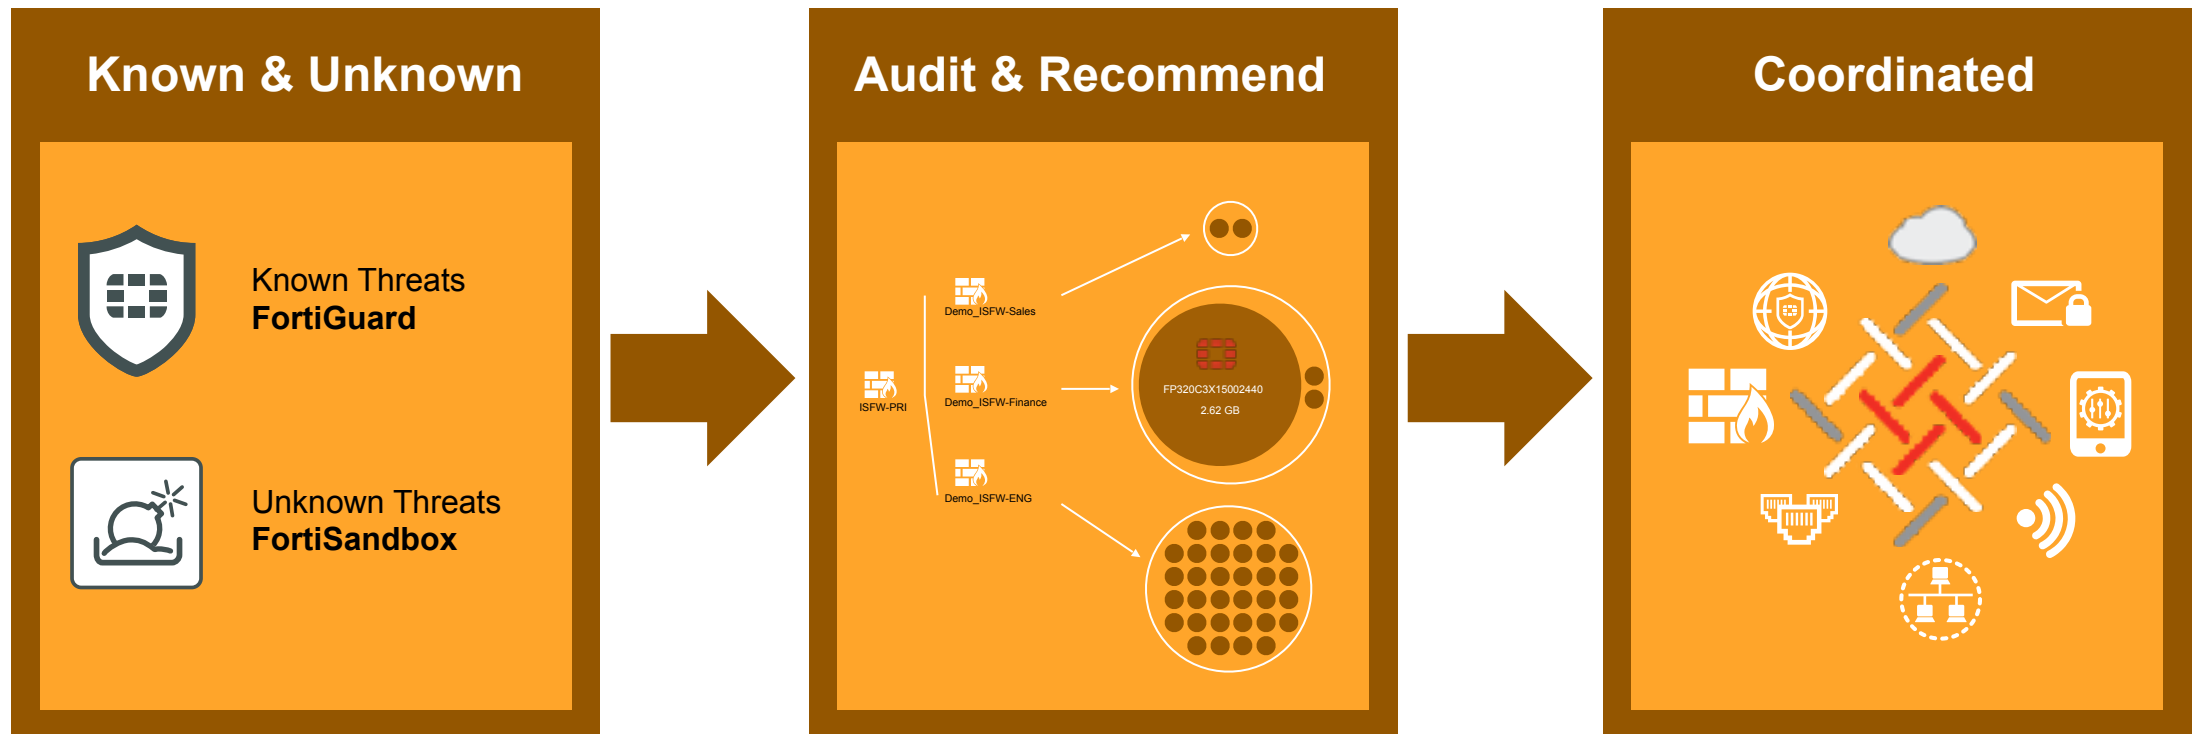 Known & Unknown
Known Threats
FortiGuard
Unknown Threats
FortiSandbox
Audit & Recommend
Demo_ISFW-Sales
ISFW-PRI
Demo_ISFW-Finance
Demo_ISFW-ENG
FP320C3X15002440
2.62 GB
Coordinated